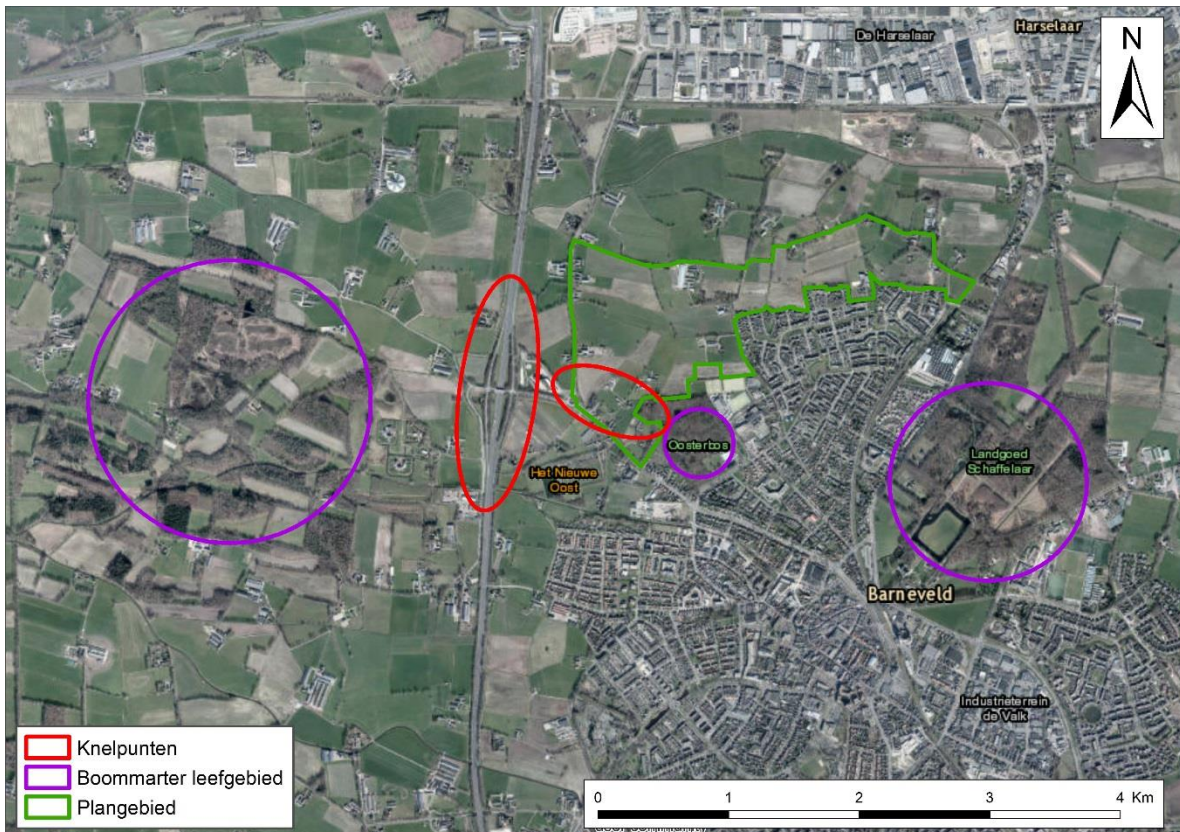 De Harselaar
Harselaar
N
Oosterbos
Landgoed
Schaffelaar
Het Nieuwe
Oost
Barneveld
Industrieterrein
de Valk
Knelpunten
Boommarter leefgebied
Plangebied
0 1 2 3 4 Km